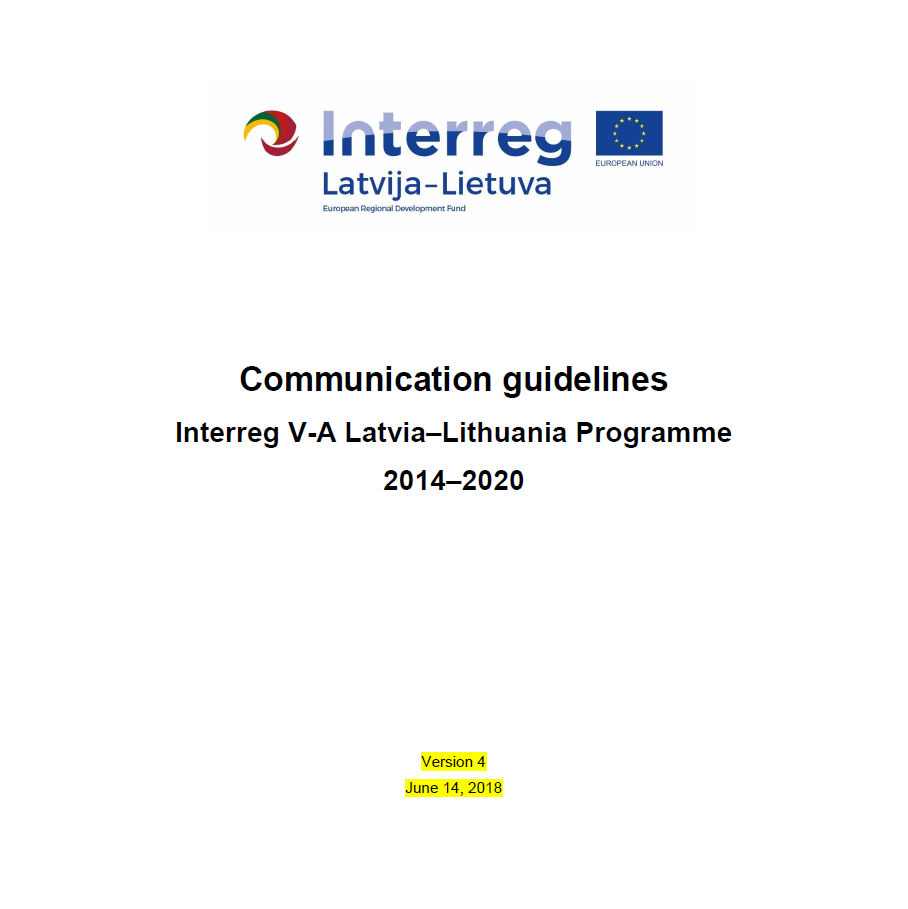 Interreg
EUROPEAN UNION
Latvija–Lietuva
European Regional Development Fund
Communication guidelines
Interreg V-A Latvia–Lithuania Programme
2014–2020
Version 4
June 14, 2018